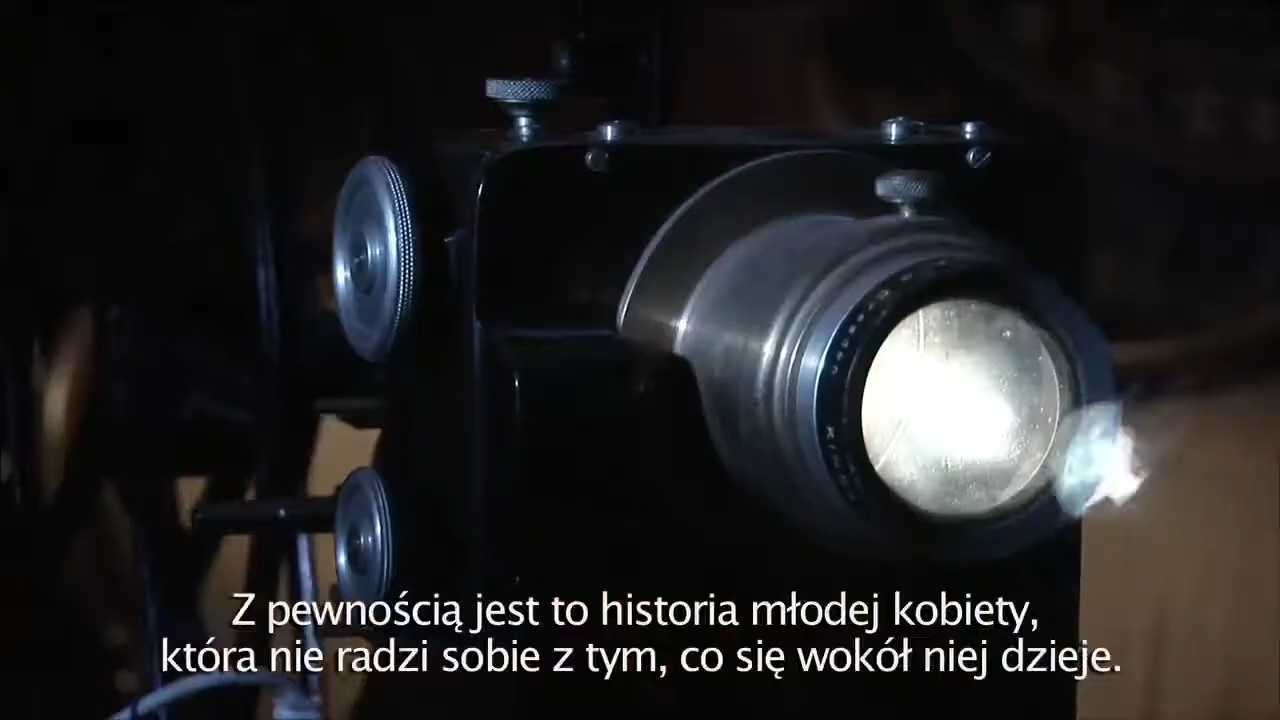 Z pewnością jest to historia młodej kobiety,
która nie radzi sobie z tym, co się wokół niej dzieje.